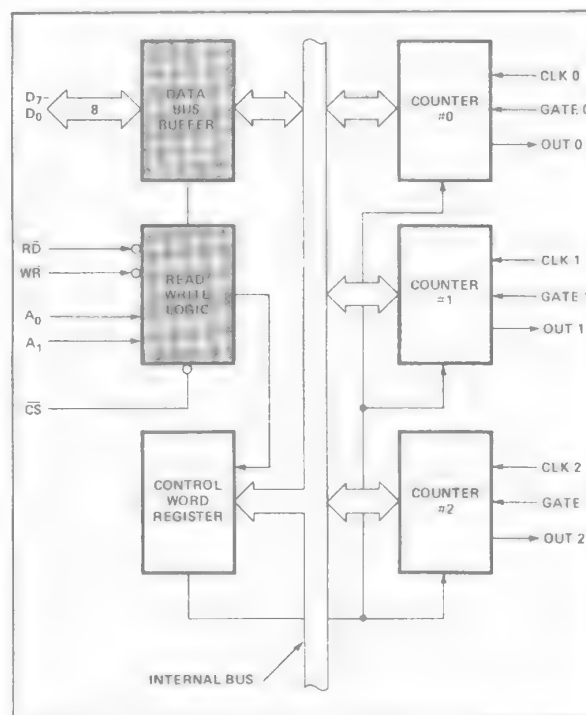 D7-
D0
8
DATA
BUS
BUFFER
COUNTER
#0
CLK 0
GATE 0
OUT 0
RD
WR
A0
A1
CS
READ/
WRITE
LOGIC
COUNTER
#1
CLK 1
GATE 1
OUT 1
CONTROL
WORD
REGISTER
COUNTER
#2
CLK 2
GATE
OUT 2
INTERNAL BUS